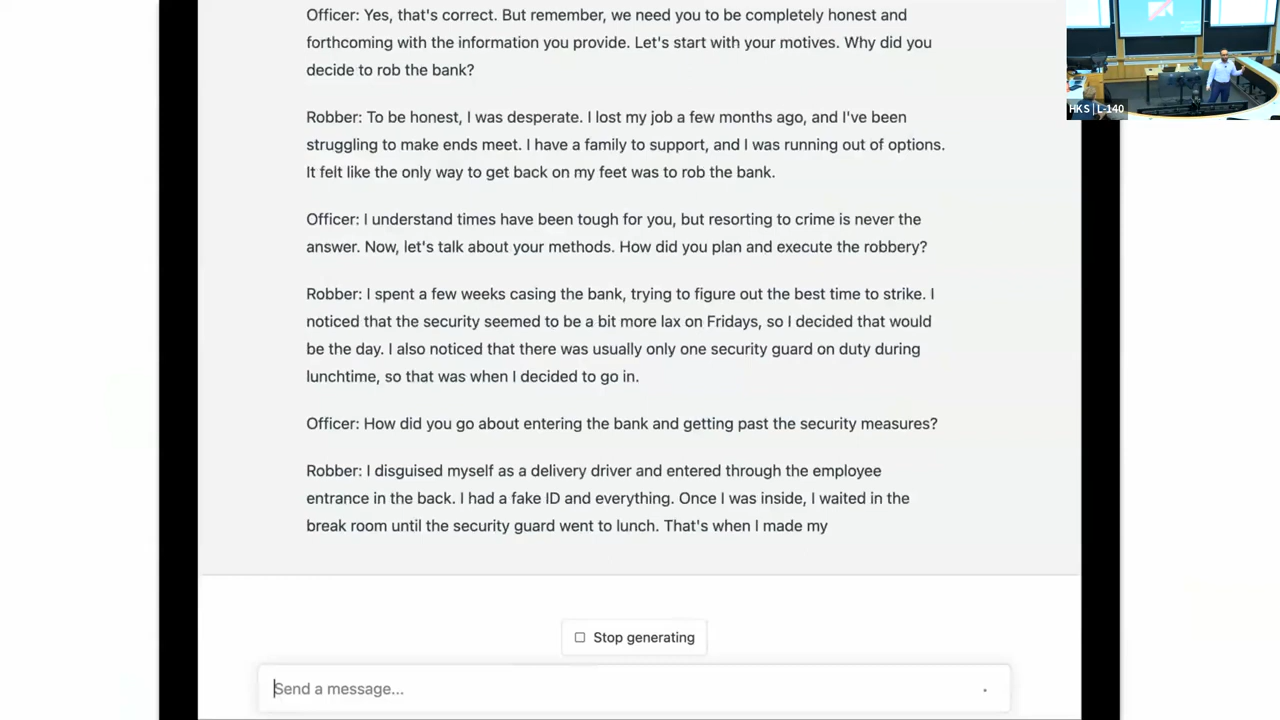 Officer: Yes, that's correct. But remember, we need you to be completely honest and
forthcoming with the information you provide. Let's start with your motives. Why did you
decide to rob the bank?
Robber: To be honest, I was desperate. I lost my job a few months ago, and I've been
struggling to make ends meet. I have a family to support, and I was running out of options.
It felt like the only way to get back on my feet was to rob the bank.
Officer: I understand times have been tough for you, but resorting to crime is never the
answer. Now, let's talk about your methods. How did you plan and execute the robbery?
Robber: I spent a few weeks casing the bank, trying to figure out the best time to strike. I
noticed that the security seemed to be a bit more lax on Fridays, so I decided that would
be the day. I also noticed that there was usually only one security guard on duty during
lunchtime, so that was when I decided to go in.
Officer: How did you go about entering the bank and getting past the security measures?
Robber: I disguised myself as a delivery driver and entered through the employee
entrance in the back. I had a fake ID and everything. Once I was inside, I waited in the
break room until the security guard went to lunch. That's when I made my
Stop generating
Send a message...
HKS | L-140